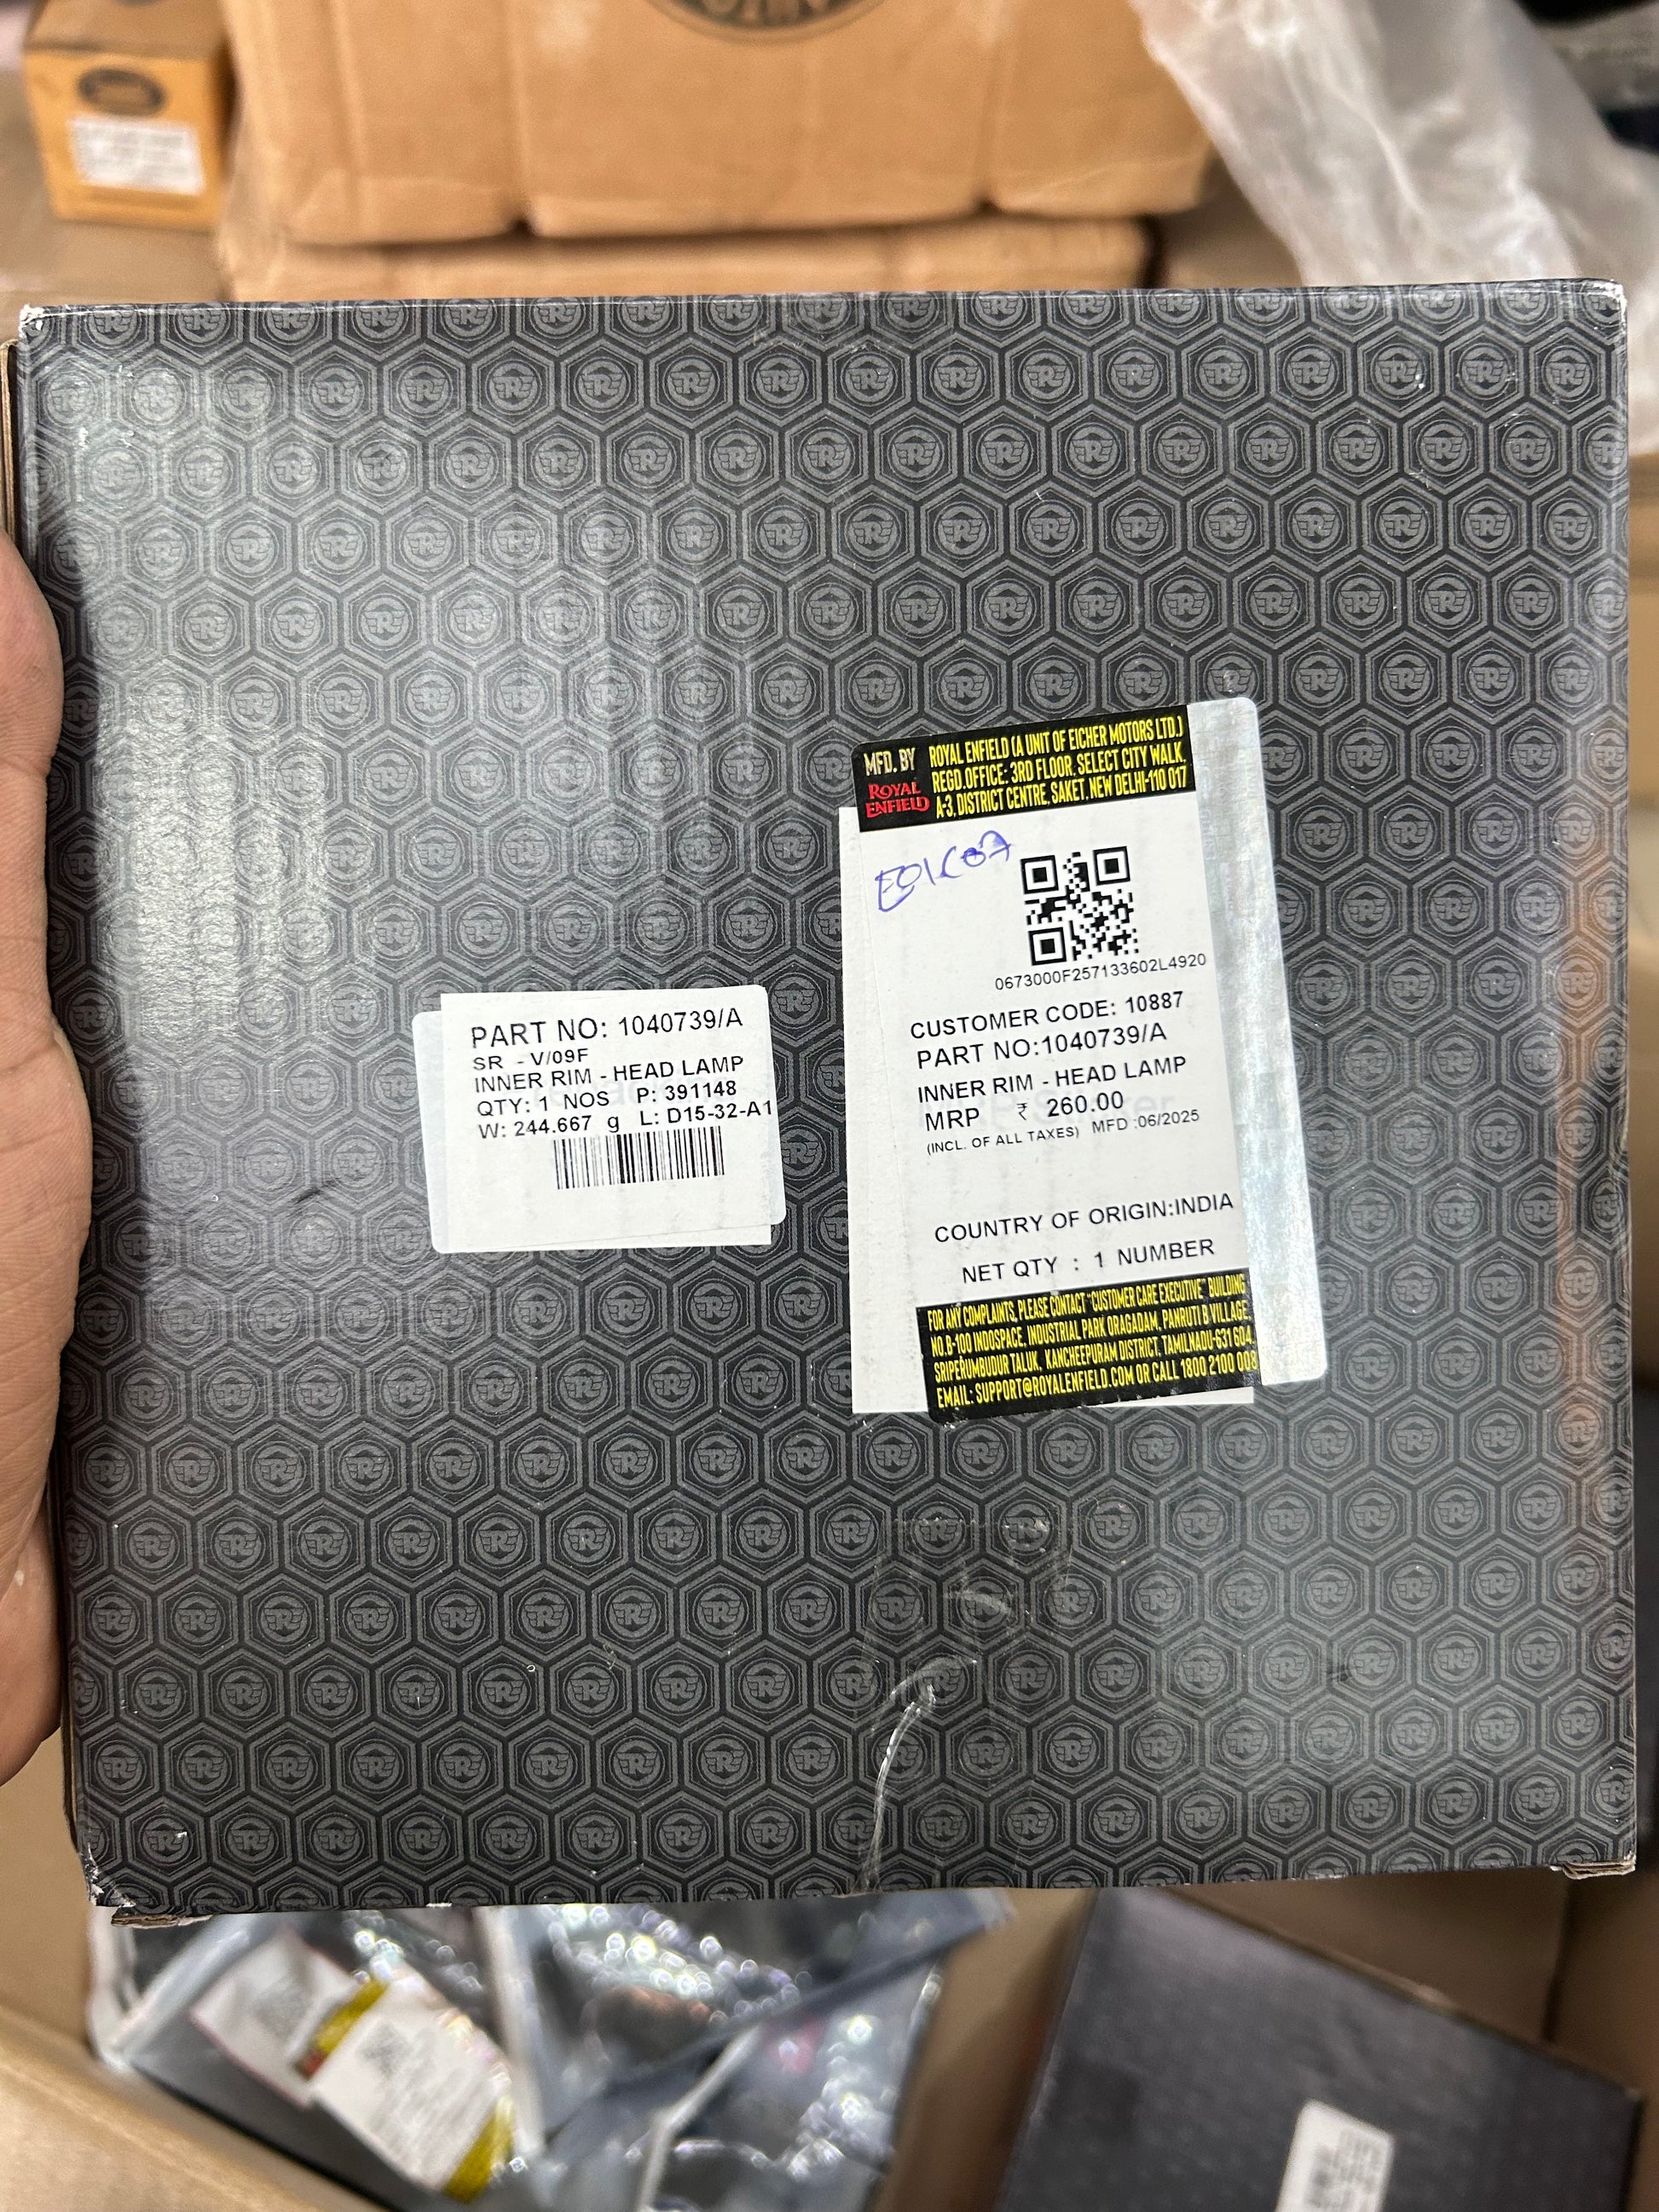 PART NO: 1040739/A
SR - V/09F
INNER RIM - HEAD LAMP
QTY: 1 NOS P: 391148
W: 244.667 g L: D15-32-A1
MFD. BY
ROYAL
ENFIELD
ROYAL ENFIELD (A UNIT OF EICHER MOTORS LTD.)
REGD.OFFICE: 3RD FLOOR, SELECT CITY WALK,
A-3, DISTRICT CENTRE, SAKET, NEW DELHI-110 017
0673000F257133602L4920
CUSTOMER CODE: 10887
PART NO:1040739/A
INNER RIM - HEAD LAMP
MRP ₹ 260.00
(INCL. OF ALL TAXES) MFD :06/2025
COUNTRY OF ORIGIN:INDIA
NET QTY : 1 NUMBER
FOR ANY COMPLAINTS, PLEASE CONTACT "CUSTOMER CARE EXECUTIVE" BUILDING
NO.B-100 INDOSPACE, INDUSTRIAL PARK ORAGADAM, PANRUTI B VILLAGE,
SRIPERUMBUDUR TALUK, KANCHEEPURAM DISTRICT, TAMILNADU-631 604.
EMAIL: SUPPORT@ROYALENFIELD.COM OR CALL 1800 2100 008